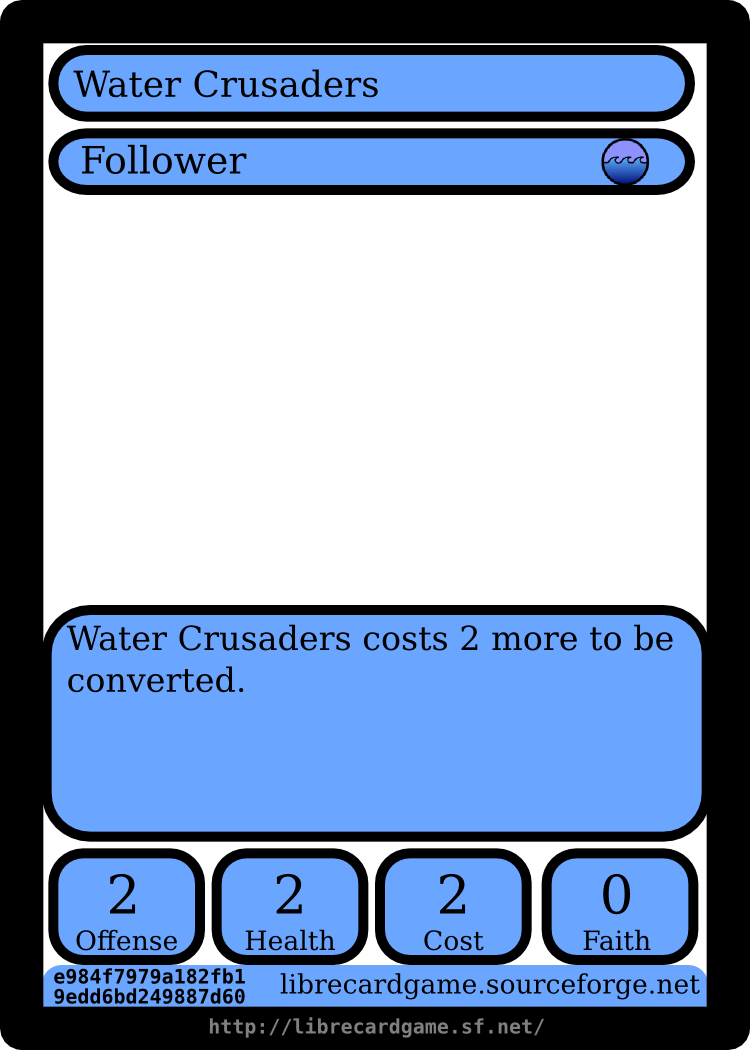 Water Crusaders
Follower
Water Crusaders costs 2 more to be
converted.
2 2 2 0
Offense Health Cost Faith
e984f7979a182fb1
9edd6bd249887d60
librecardgame.sourceforge.net
http://librecardgame.sf.net/